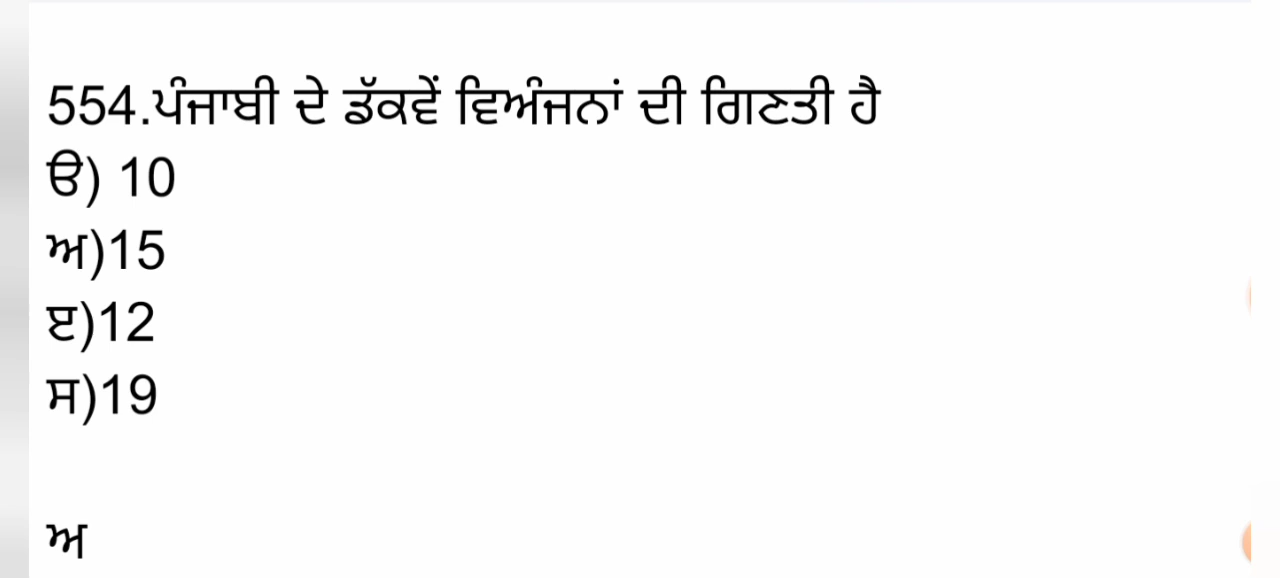 554.ਪੰਜਾਬੀ ਦੇ ਡੱਕਵੇਂ ਵਿਅੰਜਨਾਂ ਦੀ ਗਿਣਤੀ ਹੈ
ੳ) 10
ਅ)15
ੲ)12
ਸ)19
ਅ